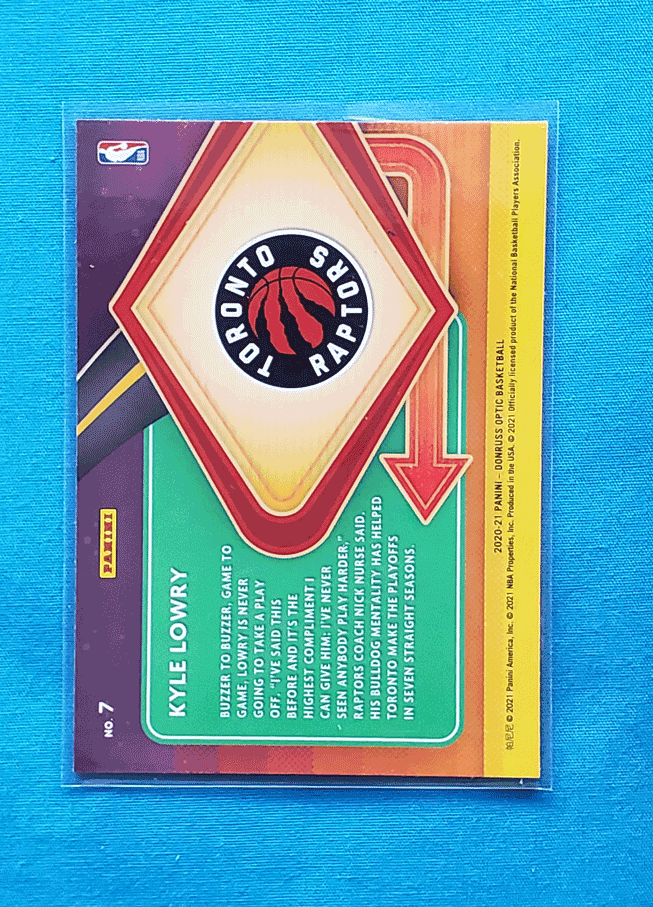 NO. 7
PANINI
NBA
KYLE LOWRY
BUZZER TO BUZZER, GAME TO
GAME, LOWRY IS NEVER
GOING TO TAKE A PLAY
OFF. "I'VE SAID THIS
BEFORE AND IT'S THE
HIGHEST COMPLIMENT I
CAN GIVE HIM: I'VE NEVER
SEEN ANYBODY PLAY HARDER,"
RAPTORS COACH NICK NURSE SAID.
HIS BULLDOG MENTALITY HAS HELPED
TORONTO MAKE THE PLAYOFFS
IN SEVEN STRAIGHT SEASONS.
TORONTO
RAPTORS
2020-21 PANINI – DONRUSS OPTIC BASKETBALL
帕尼尼 © 2021 Panini America, Inc. © 2021 NBA Properties, Inc. Produced in the USA. © 2021 Officially licensed product of the National Basketball Players Association.